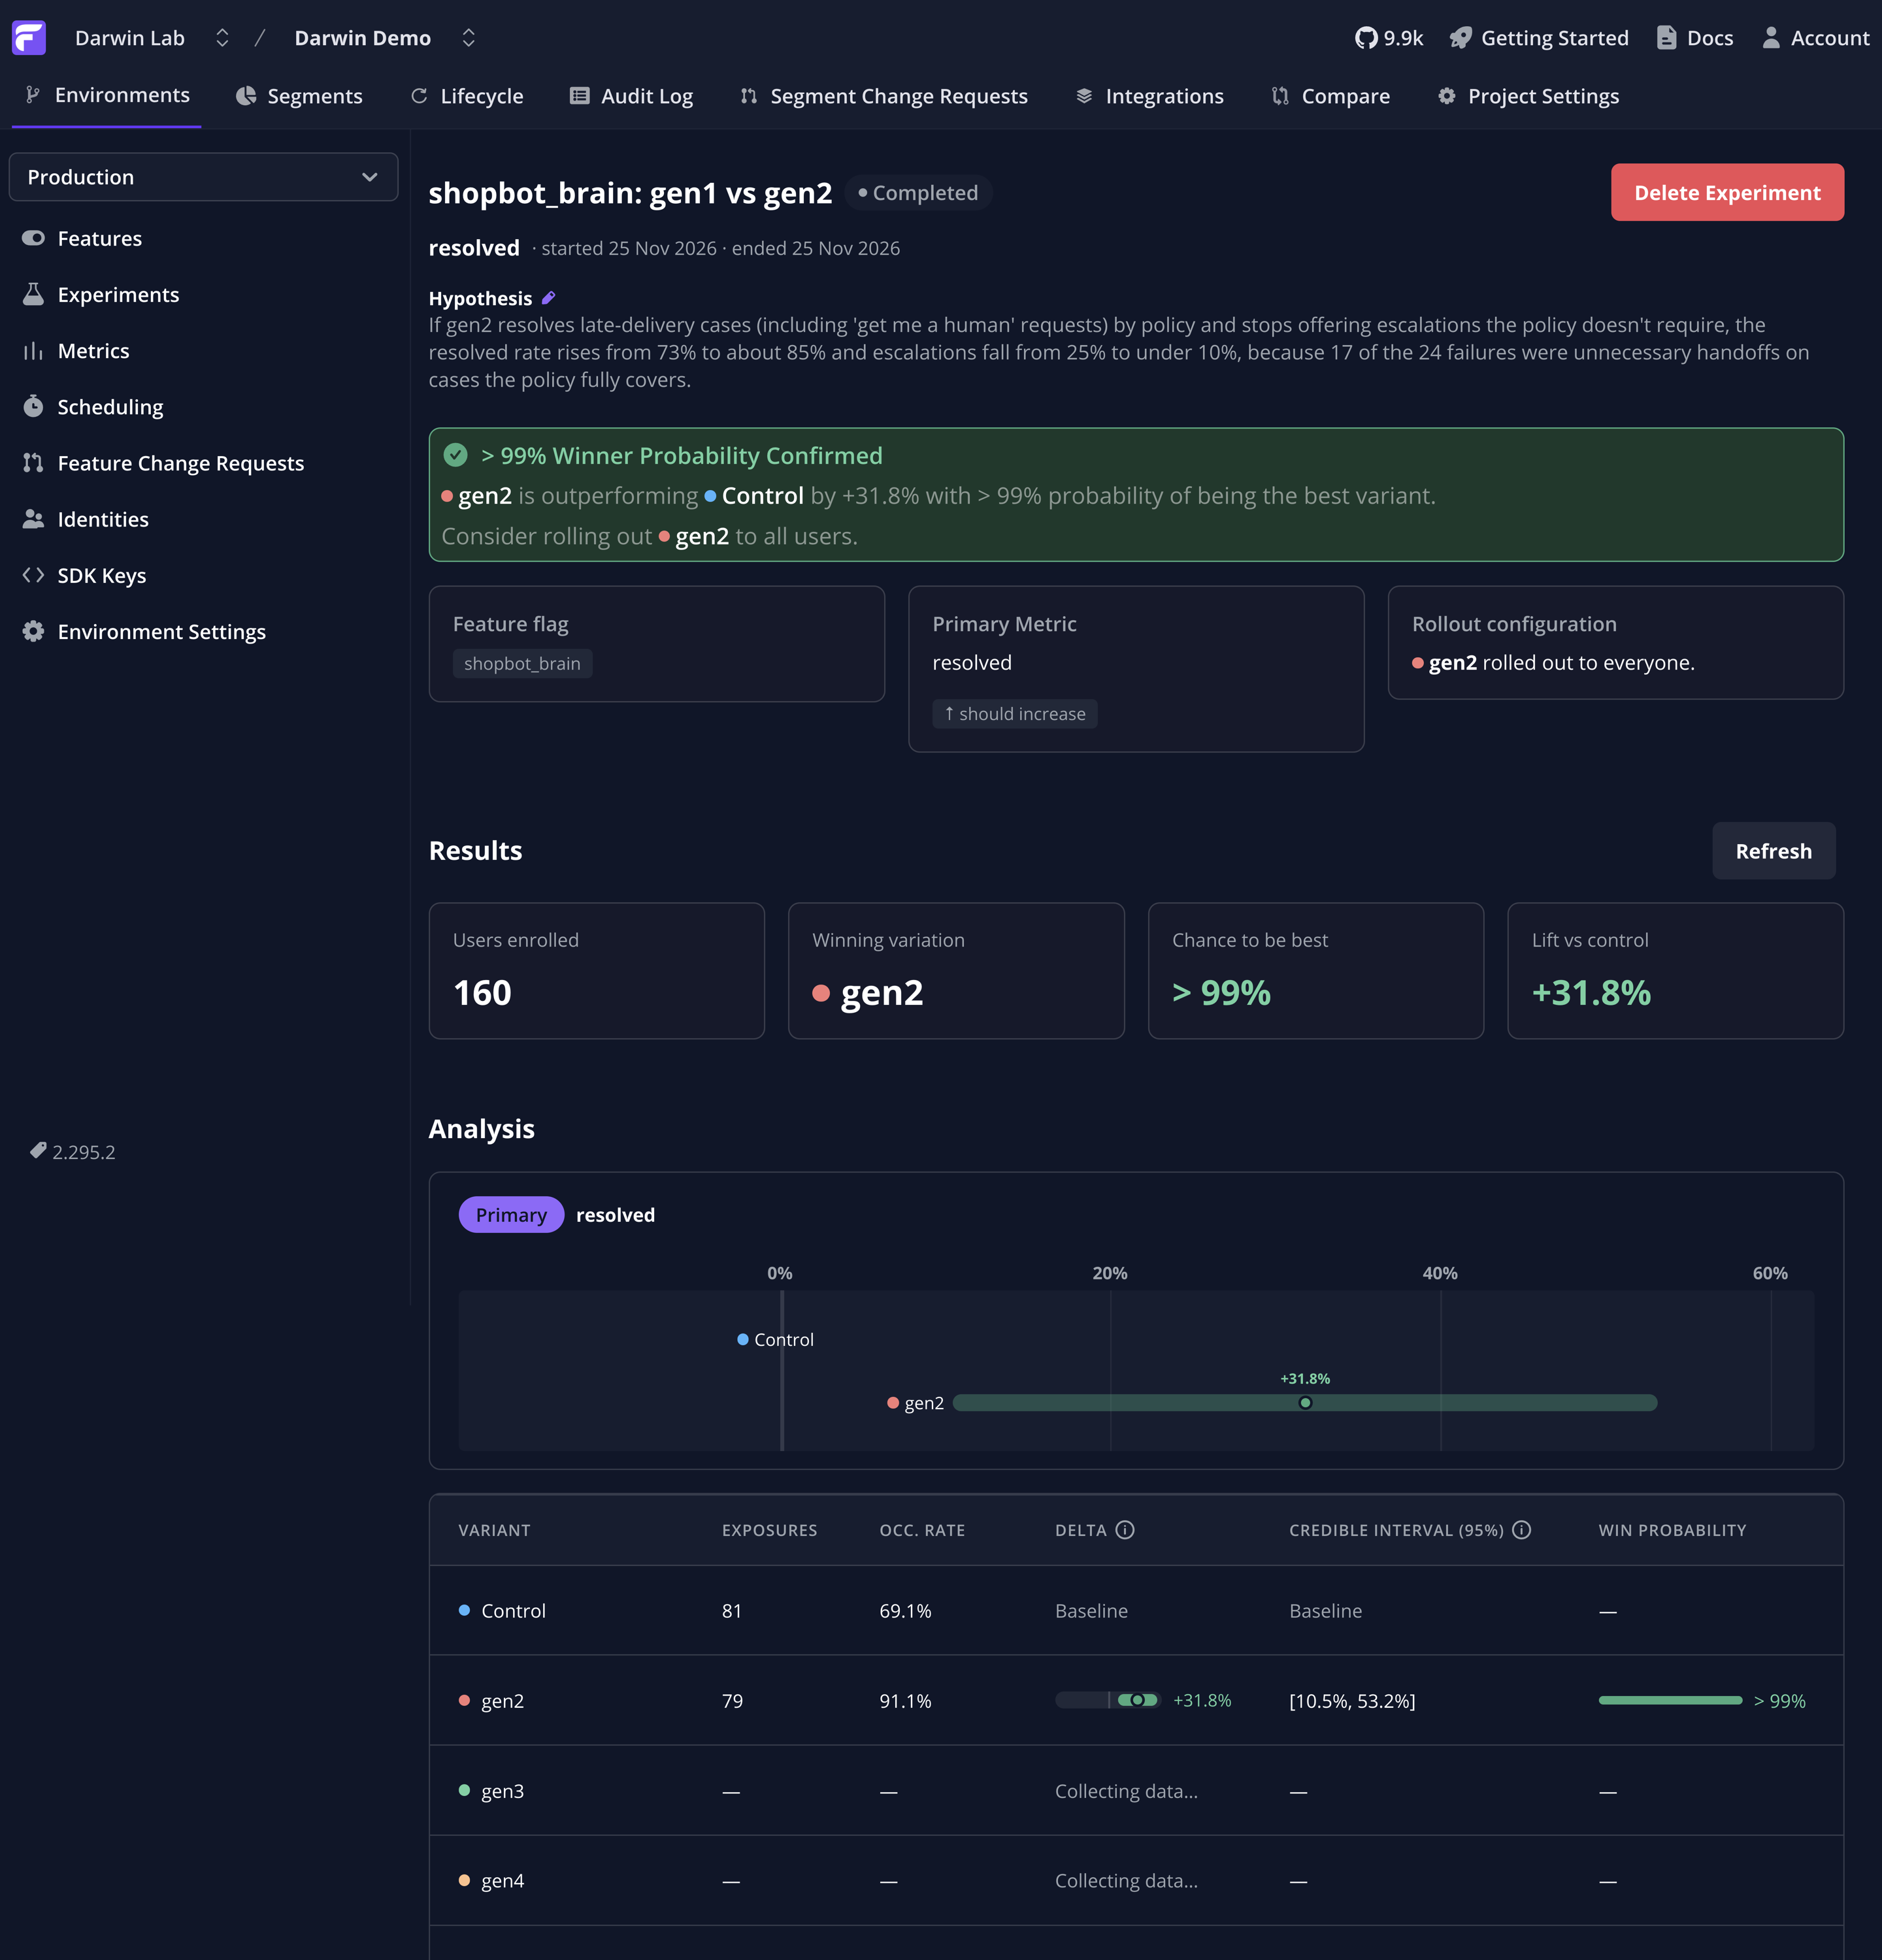 Darwin Lab / Darwin Demo 9.9k Getting Started Docs Account
Environments Segments Lifecycle Audit Log Segment Change Requests Integrations Compare Project Settings
Production
Features
Experiments
Metrics
Scheduling
Feature Change Requests
Identities
SDK Keys
Environment Settings
2.295.2
shopbot_brain: gen1 vs gen2 Completed Delete Experiment
resolved · started 25 Nov 2026 · ended 25 Nov 2026
Hypothesis
If gen2 resolves late-delivery cases (including 'get me a human' requests) by policy and stops offering escalations the policy doesn't require, the
resolved rate rises from 73% to about 85% and escalations fall from 25% to under 10%, because 17 of the 24 failures were unnecessary handoffs on
cases the policy fully covers.
> 99% Winner Probability Confirmed
gen2 is outperforming Control by +31.8% with > 99% probability of being the best variant.
Consider rolling out gen2 to all users.
Feature flag
shopbot_brain
Primary Metric
resolved
↑ should increase
Rollout configuration
gen2 rolled out to everyone.
Results Refresh
Users enrolled
160
Winning variation
gen2
Chance to be best
> 99%
Lift vs control
+31.8%
Analysis
Primary resolved
0% 20% 40% 60%
Control
+31.8%
gen2
VARIANT EXPOSURES OCC. RATE DELTA CREDIBLE INTERVAL (95%) WIN PROBABILITY
Control 81 69.1% Baseline Baseline —
gen2 79 91.1% +31.8% [10.5%, 53.2%] > 99%
gen3 — — Collecting data... — —
gen4 — — Collecting data... — —